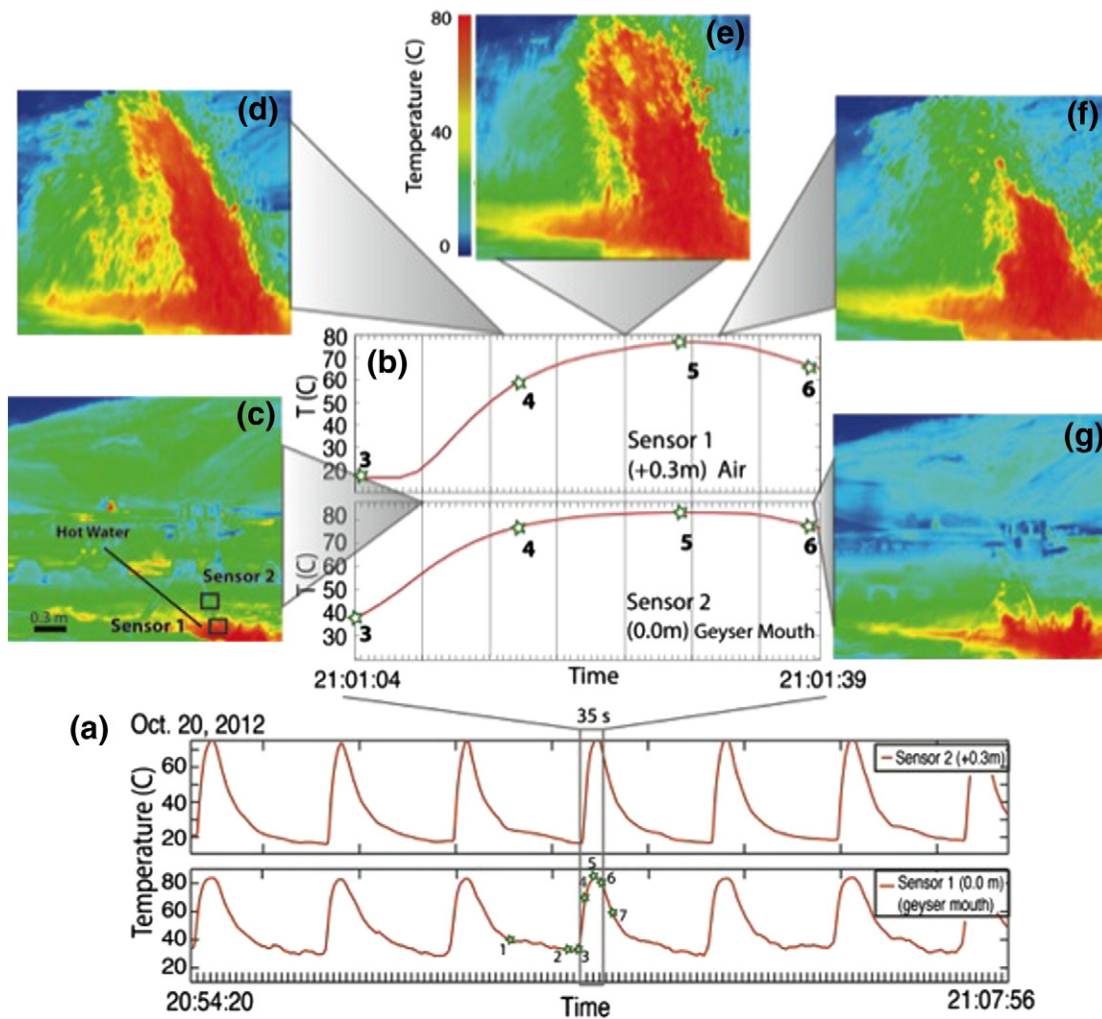 80
Temperature (C)
40
0
(e)
(d)
(f)
(b)
80
70
60
50
40
30
20
T (C)
3
4
5
6
Sensor 1
(+0.3m) Air
(c)
Hot Water
Sensor 2
Sensor 1
0.3 m
80
70
60
50
40
30
T (C)
3
4
5
6
Sensor 2
(0.0m) Geyser Mouth
(g)
21:01:04
Time
21:01:39
35 s
(a)
Oct. 20, 2012
Temperature (C)
60
40
20
Sensor 2 (+0.3m)
80
60
40
20
1
2
3
4
5
6
7
Sensor 1 (0.0 m)
(geyser mouth)
20:54:20
Time
21:07:56